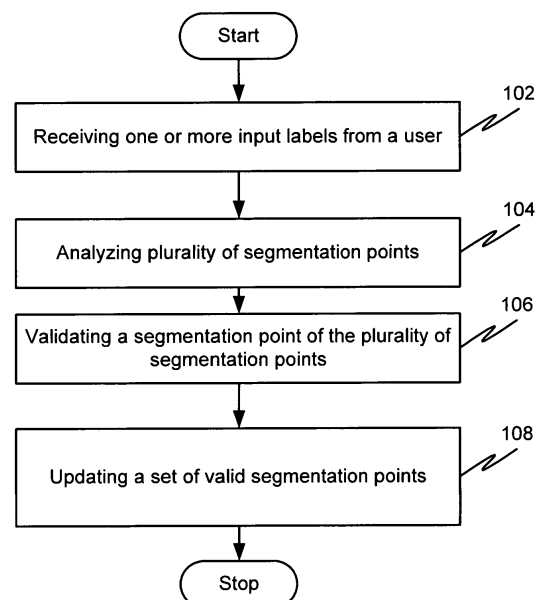 Start
102
Receiving one or more input labels from a user
104
Analyzing plurality of segmentation points
106
Validating a segmentation point of the plurality of
segmentation points
108
Updating a set of valid segmentation points
Stop